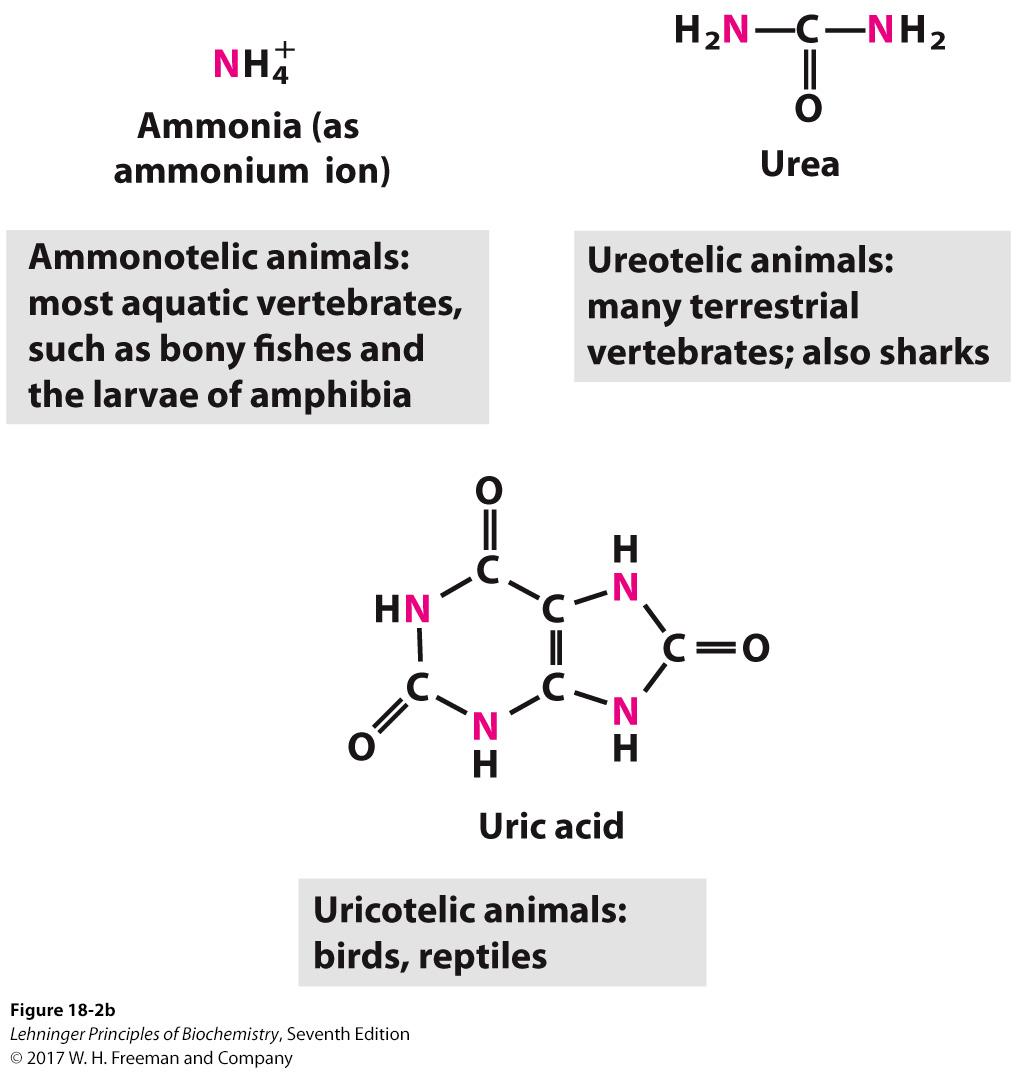 NH₄⁺
Ammonia (as
ammonium ion)
H₂N—C—NH₂
O
Urea
Ammonotelic animals:
most aquatic vertebrates,
such as bony fishes and
the larvae of amphibia
Ureotelic animals:
many terrestrial
vertebrates; also sharks
O
H
C
N
HN
C
C
O
C
C
N
N
O
H
H
Uric acid
Uricotelic animals:
birds, reptiles
Figure 18-2b
Lehninger Principles of Biochemistry, Seventh Edition
© 2017 W. H. Freeman and Company